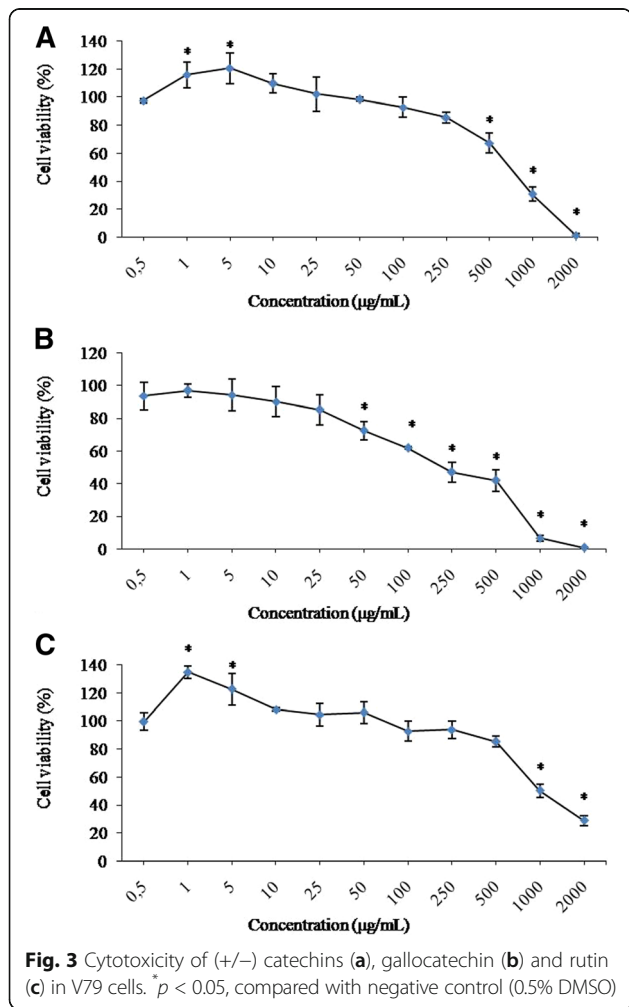 A
140
120
100
80
60
40
20
0
Cell viability (%)
* * * * *
0,5 1 5 10 25 50 100 250 500 1000 2000
Concentration (µg/mL)
B
120
100
80
60
40
20
0
Cell viability (%)
* * * * * *
0,5 1 5 10 25 50 100 250 500 1000 2000
Concentration (µg/mL)
C
140
120
100
80
60
40
20
0
Cell viability (%)
* * * *
0,5 1 5 10 25 50 100 250 500 1000 2000
Concentration (µg/mL)
Fig. 3 Cytotoxicity of (+/−) catechins (a), gallocatechin (b) and rutin
(c) in V79 cells. *p < 0.05, compared with negative control (0.5% DMSO)